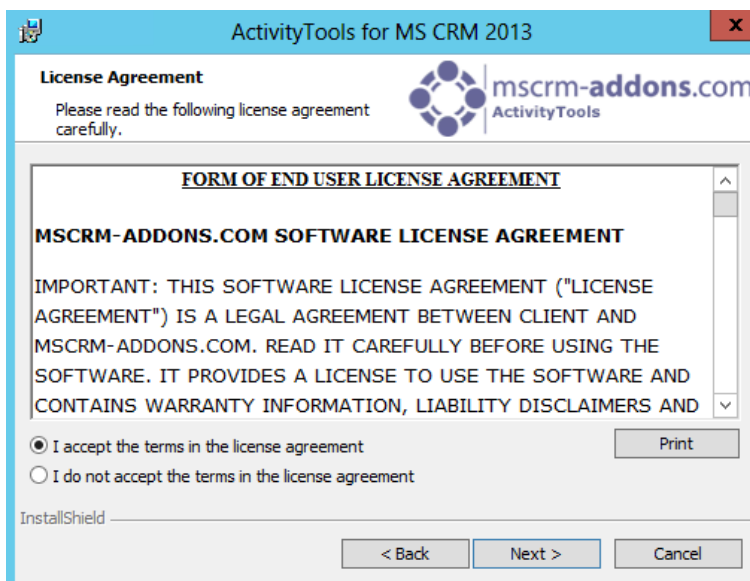 ActivityTools for MS CRM 2013
x
License Agreement
Please read the following license agreement
carefully.
mscrm-addons.com
ActivityTools
FORM OF END USER LICENSE AGREEMENT
MSCRM-ADDONS.COM SOFTWARE LICENSE AGREEMENT
IMPORTANT: THIS SOFTWARE LICENSE AGREEMENT ("LICENSE
AGREEMENT") IS A LEGAL AGREEMENT BETWEEN CLIENT AND
MSCRM-ADDONS.COM. READ IT CAREFULLY BEFORE USING THE
SOFTWARE. IT PROVIDES A LICENSE TO USE THE SOFTWARE AND
CONTAINS WARRANTY INFORMATION, LIABILITY DISCLAIMERS AND
I accept the terms in the license agreement
Print
I do not accept the terms in the license agreement
InstallShield
< Back
Next >
Cancel